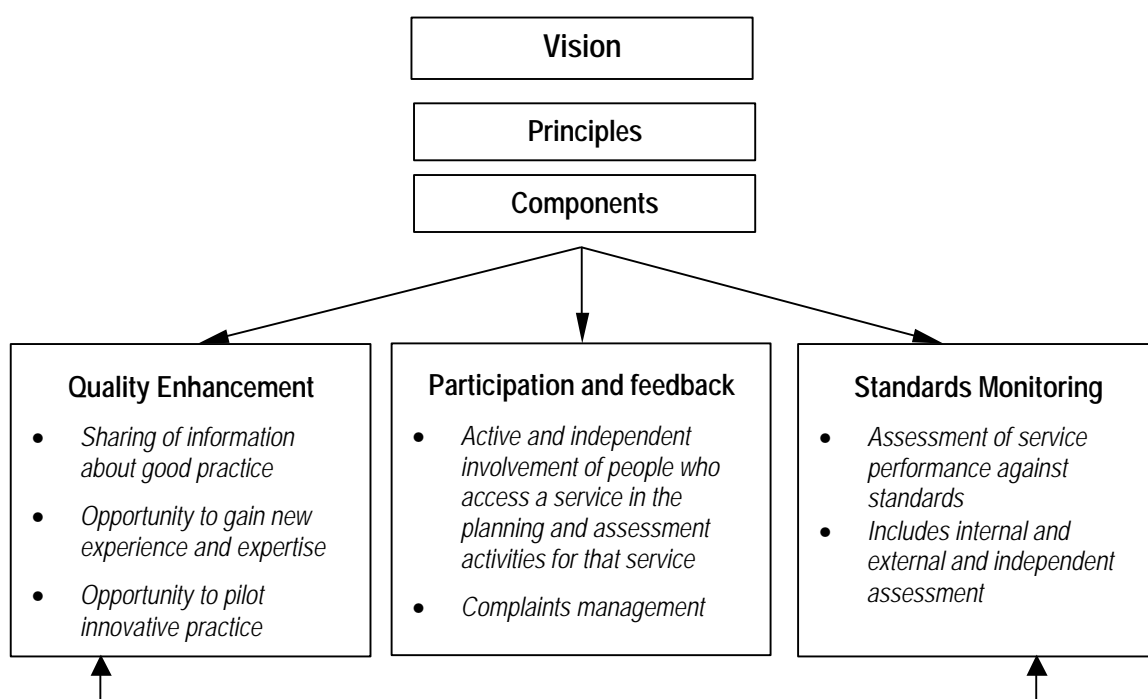 Vision
Principles
Components
Quality Enhancement
• Sharing of information
about good practice
• Opportunity to gain new
experience and expertise
• Opportunity to pilot
innovative practice
Participation and feedback
• Active and independent
involvement of people who
access a service in the
planning and assessment
activities for that service
• Complaints management
Standards Monitoring
• Assessment of service
performance against
standards
• Includes internal and
external and independent
assessment